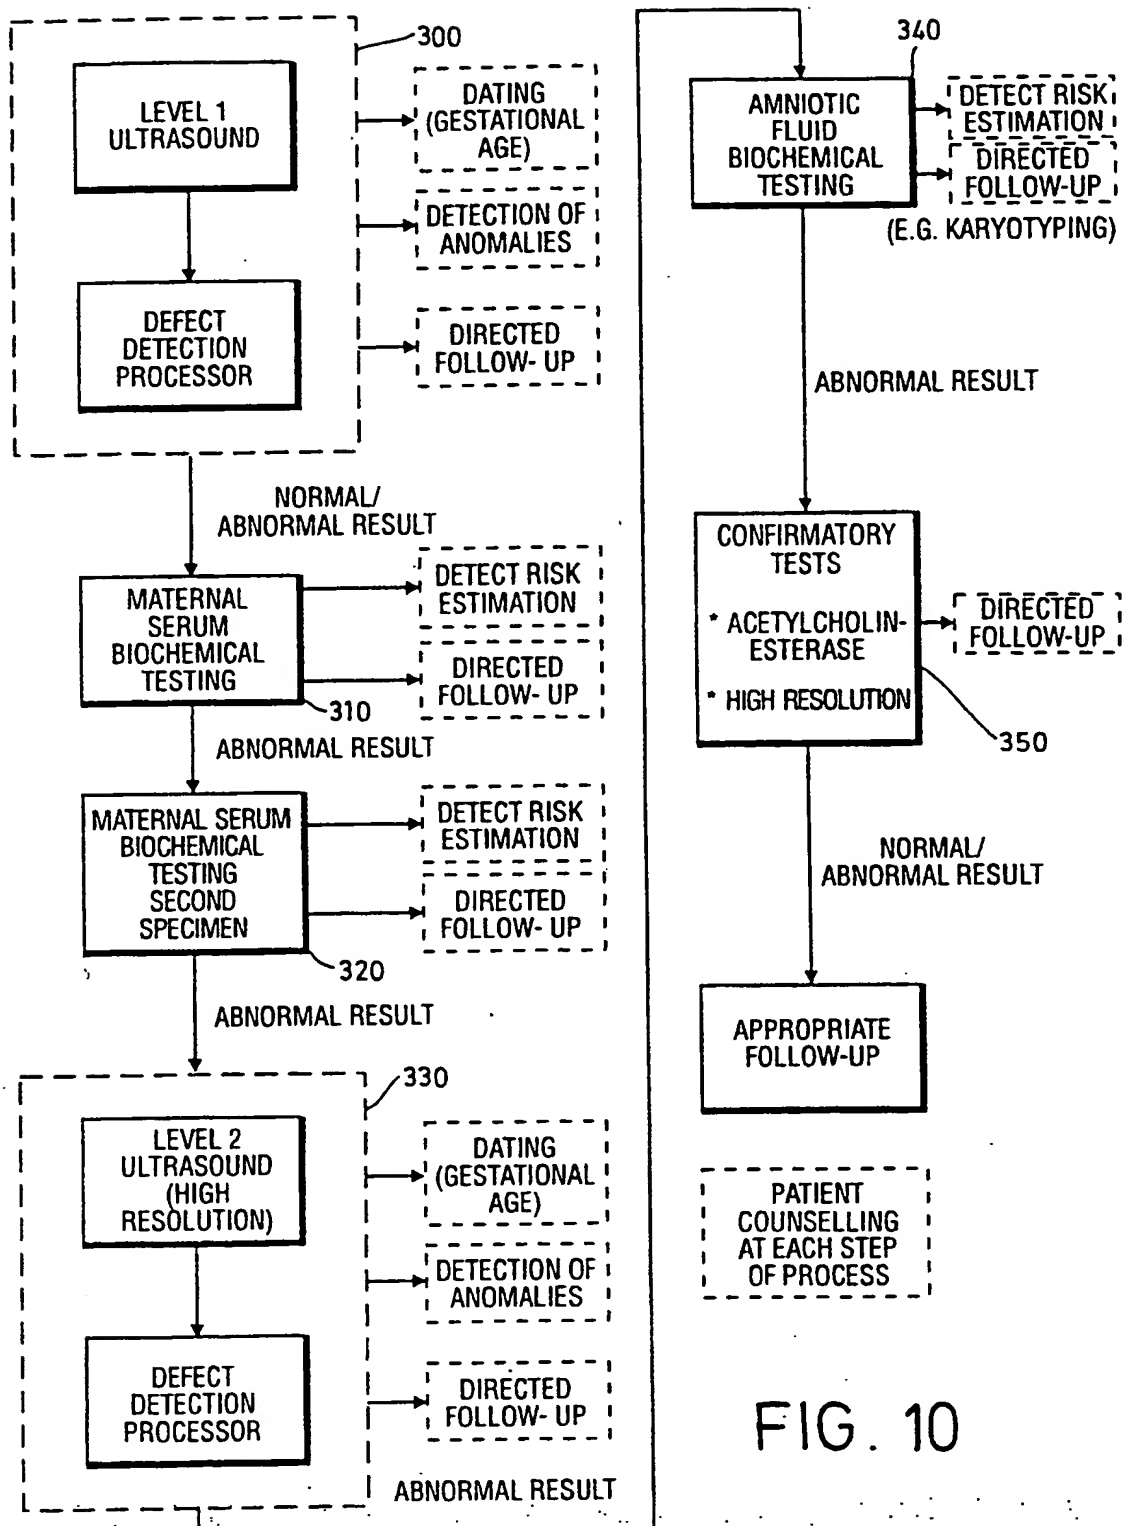 300
LEVEL 1
ULTRASOUND
DATING
(GESTATIONAL
AGE)
DETECTION OF
ANOMALIES
DEFECT
DETECTION
PROCESSOR
DIRECTED
FOLLOW- UP
NORMAL/
ABNORMAL RESULT
MATERNAL
SERUM
BIOCHEMICAL
TESTING
310
DETECT RISK
ESTIMATION
DIRECTED
FOLLOW- UP
ABNORMAL RESULT
MATERNAL SERUM
BIOCHEMICAL
TESTING
SECOND
SPECIMEN
320
DETECT RISK
ESTIMATION
DIRECTED
FOLLOW- UP
ABNORMAL RESULT
330
LEVEL 2
ULTRASOUND
(HIGH
RESOLUTION)
DATING
(GESTATIONAL
AGE)
DETECTION OF
ANOMALIES
DEFECT
DETECTION
PROCESSOR
DIRECTED
FOLLOW- UP
ABNORMAL RESULT
340
AMNIOTIC
FLUID
BIOCHEMICAL
TESTING
DETECT RISK
ESTIMATION
DIRECTED
FOLLOW-UP
(E.G. KARYOTYPING)
ABNORMAL RESULT
CONFIRMATORY
TESTS
* ACETYLCHOLIN-
ESTERASE
* HIGH RESOLUTION
350
DIRECTED
FOLLOW-UP
NORMAL/
ABNORMAL RESULT
APPROPRIATE
FOLLOW-UP
PATIENT
COUNSELLING
AT EACH STEP
OF PROCESS
FIG. 10